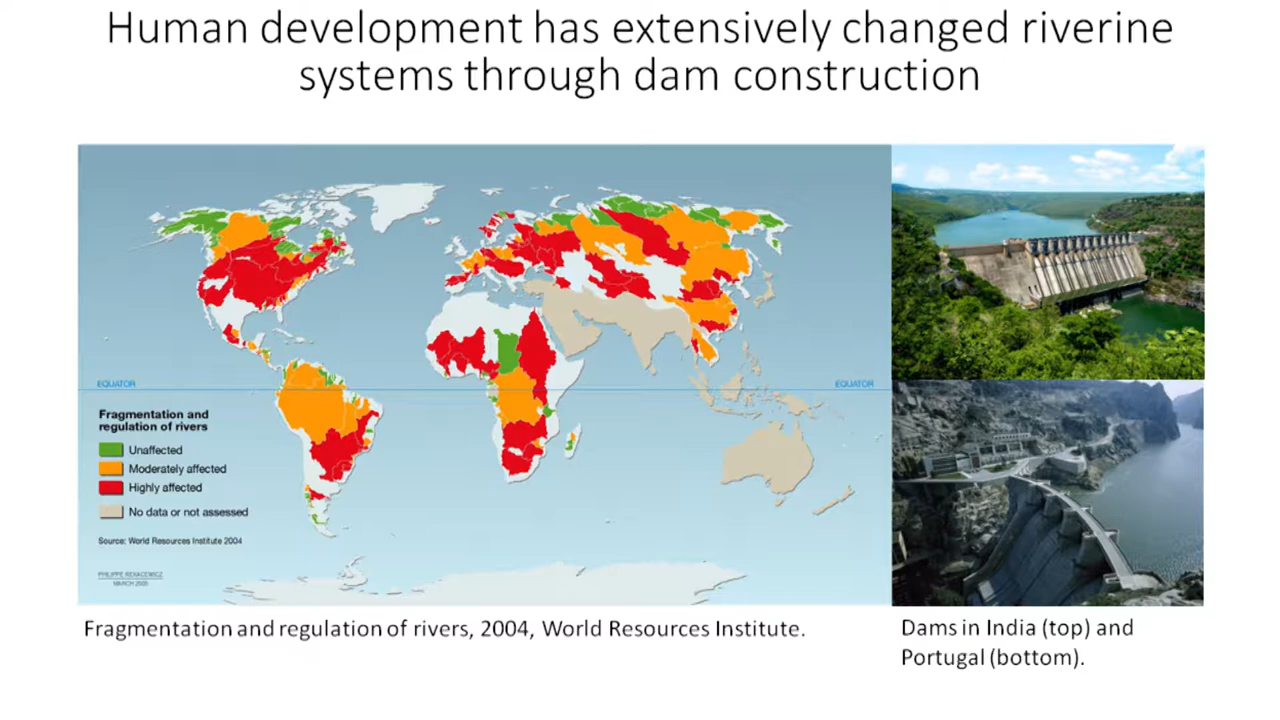 Human development has extensively changed riverine
systems through dam construction
EQUATOR
EQUATOR
Fragmentation and
regulation of rivers
Unaffected
Moderately affected
Highly affected
No data or not assessed
Source: World Resources Institute 2004
PHILIPPE REKACEWICZ
MARCH 2005
Fragmentation and regulation of rivers, 2004, World Resources Institute.
Dams in India (top) and
Portugal (bottom).